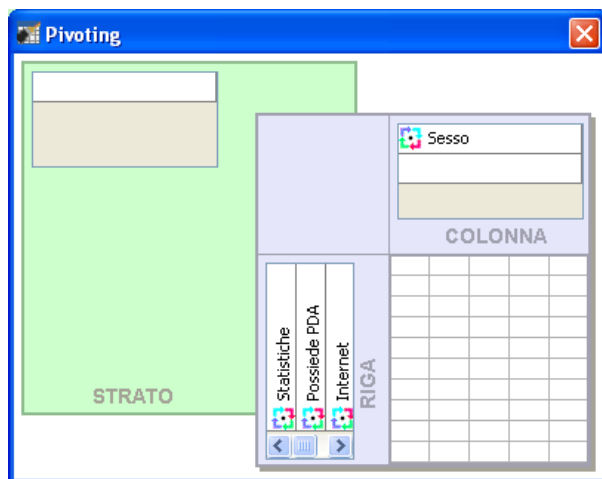 Pivoting
Sesso
COLONNA
Statistiche
Possiede PDA
Internet
RIGA
STRATO